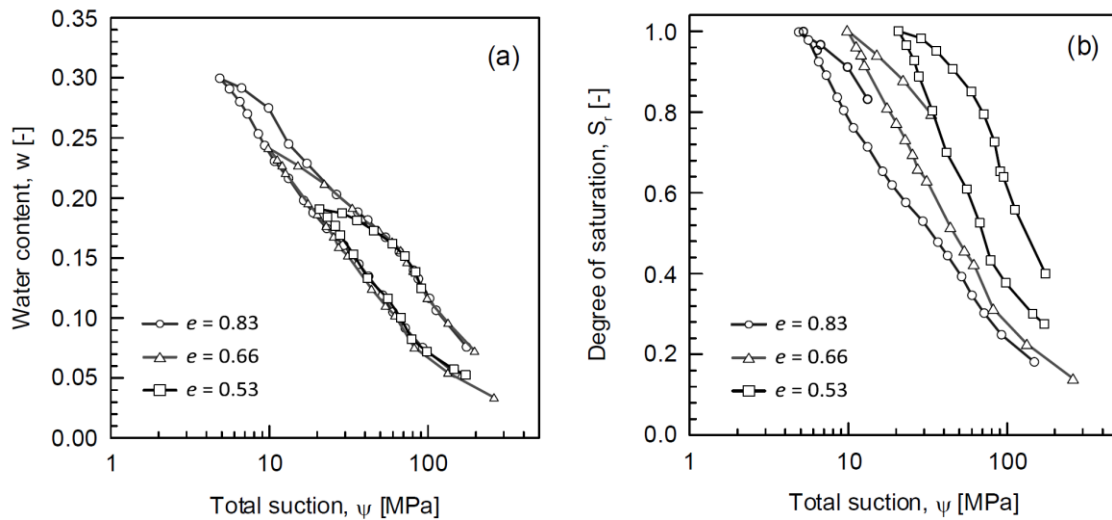 (a)
Water content, w [-]
0.35
0.30
0.25
0.20
0.15
0.10
0.05
0.00
e = 0.83
e = 0.66
e = 0.53
1
10
100
Total suction, ψ [MPa]
(b)
Degree of saturation, Sr [-]
1.0
0.8
0.6
0.4
0.2
0.0
e = 0.83
e = 0.66
e = 0.53
1
10
100
Total suction, ψ [MPa]